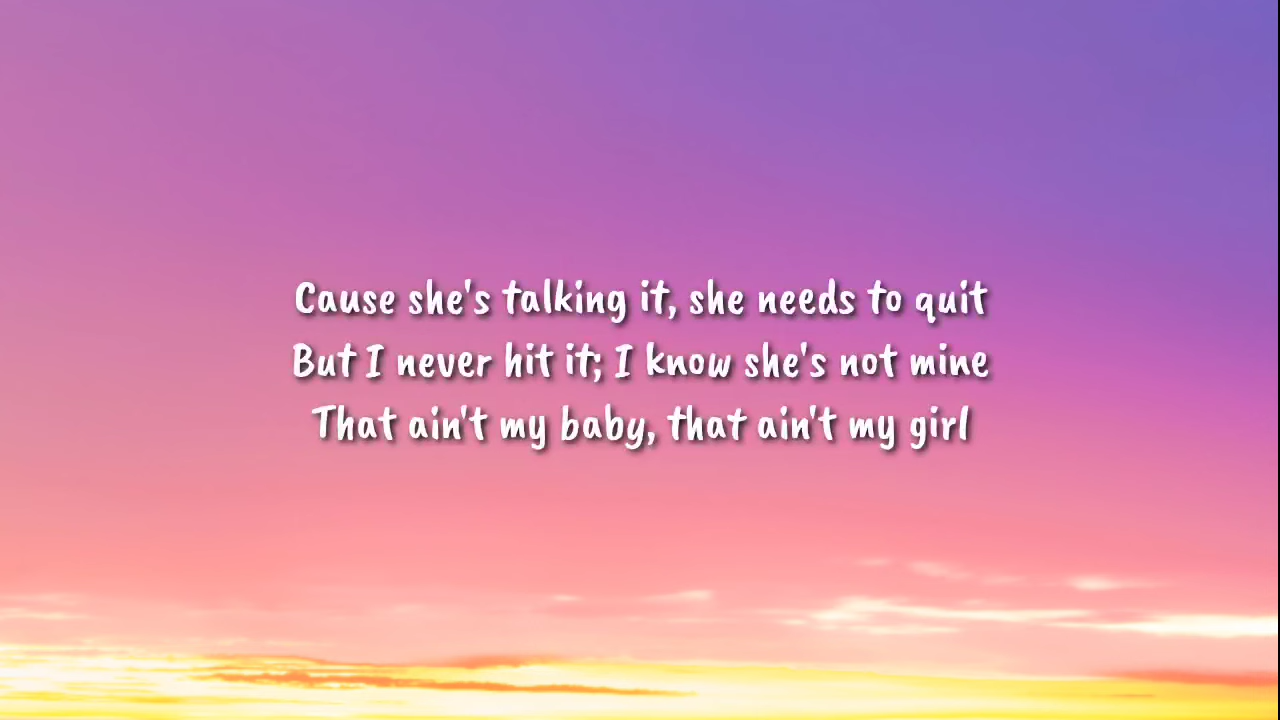 Cause she's talking it, she needs to quit
But I never hit it; I know she's not mine
That ain't my baby, that ain't my girl